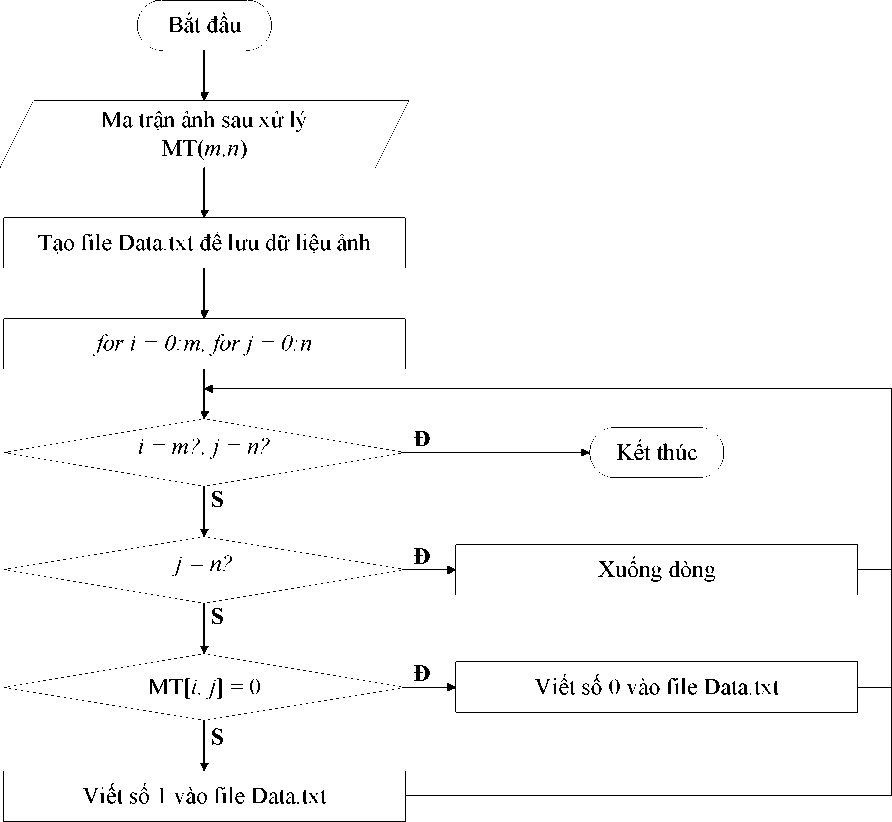 Bắt đầu
Ma trận ảnh sau xử lý
MT(m,n)
Tạo file Data.txt để lưu dữ liệu ảnh
for i = 0:m, for j = 0:n
i = m?, j = n?
Đ
Kết thúc
S
j = n?
Đ
Xuống dòng
S
MT[i, j] = 0
Đ
Viết số 0 vào file Data.txt
S
Viết số 1 vào file Data.txt